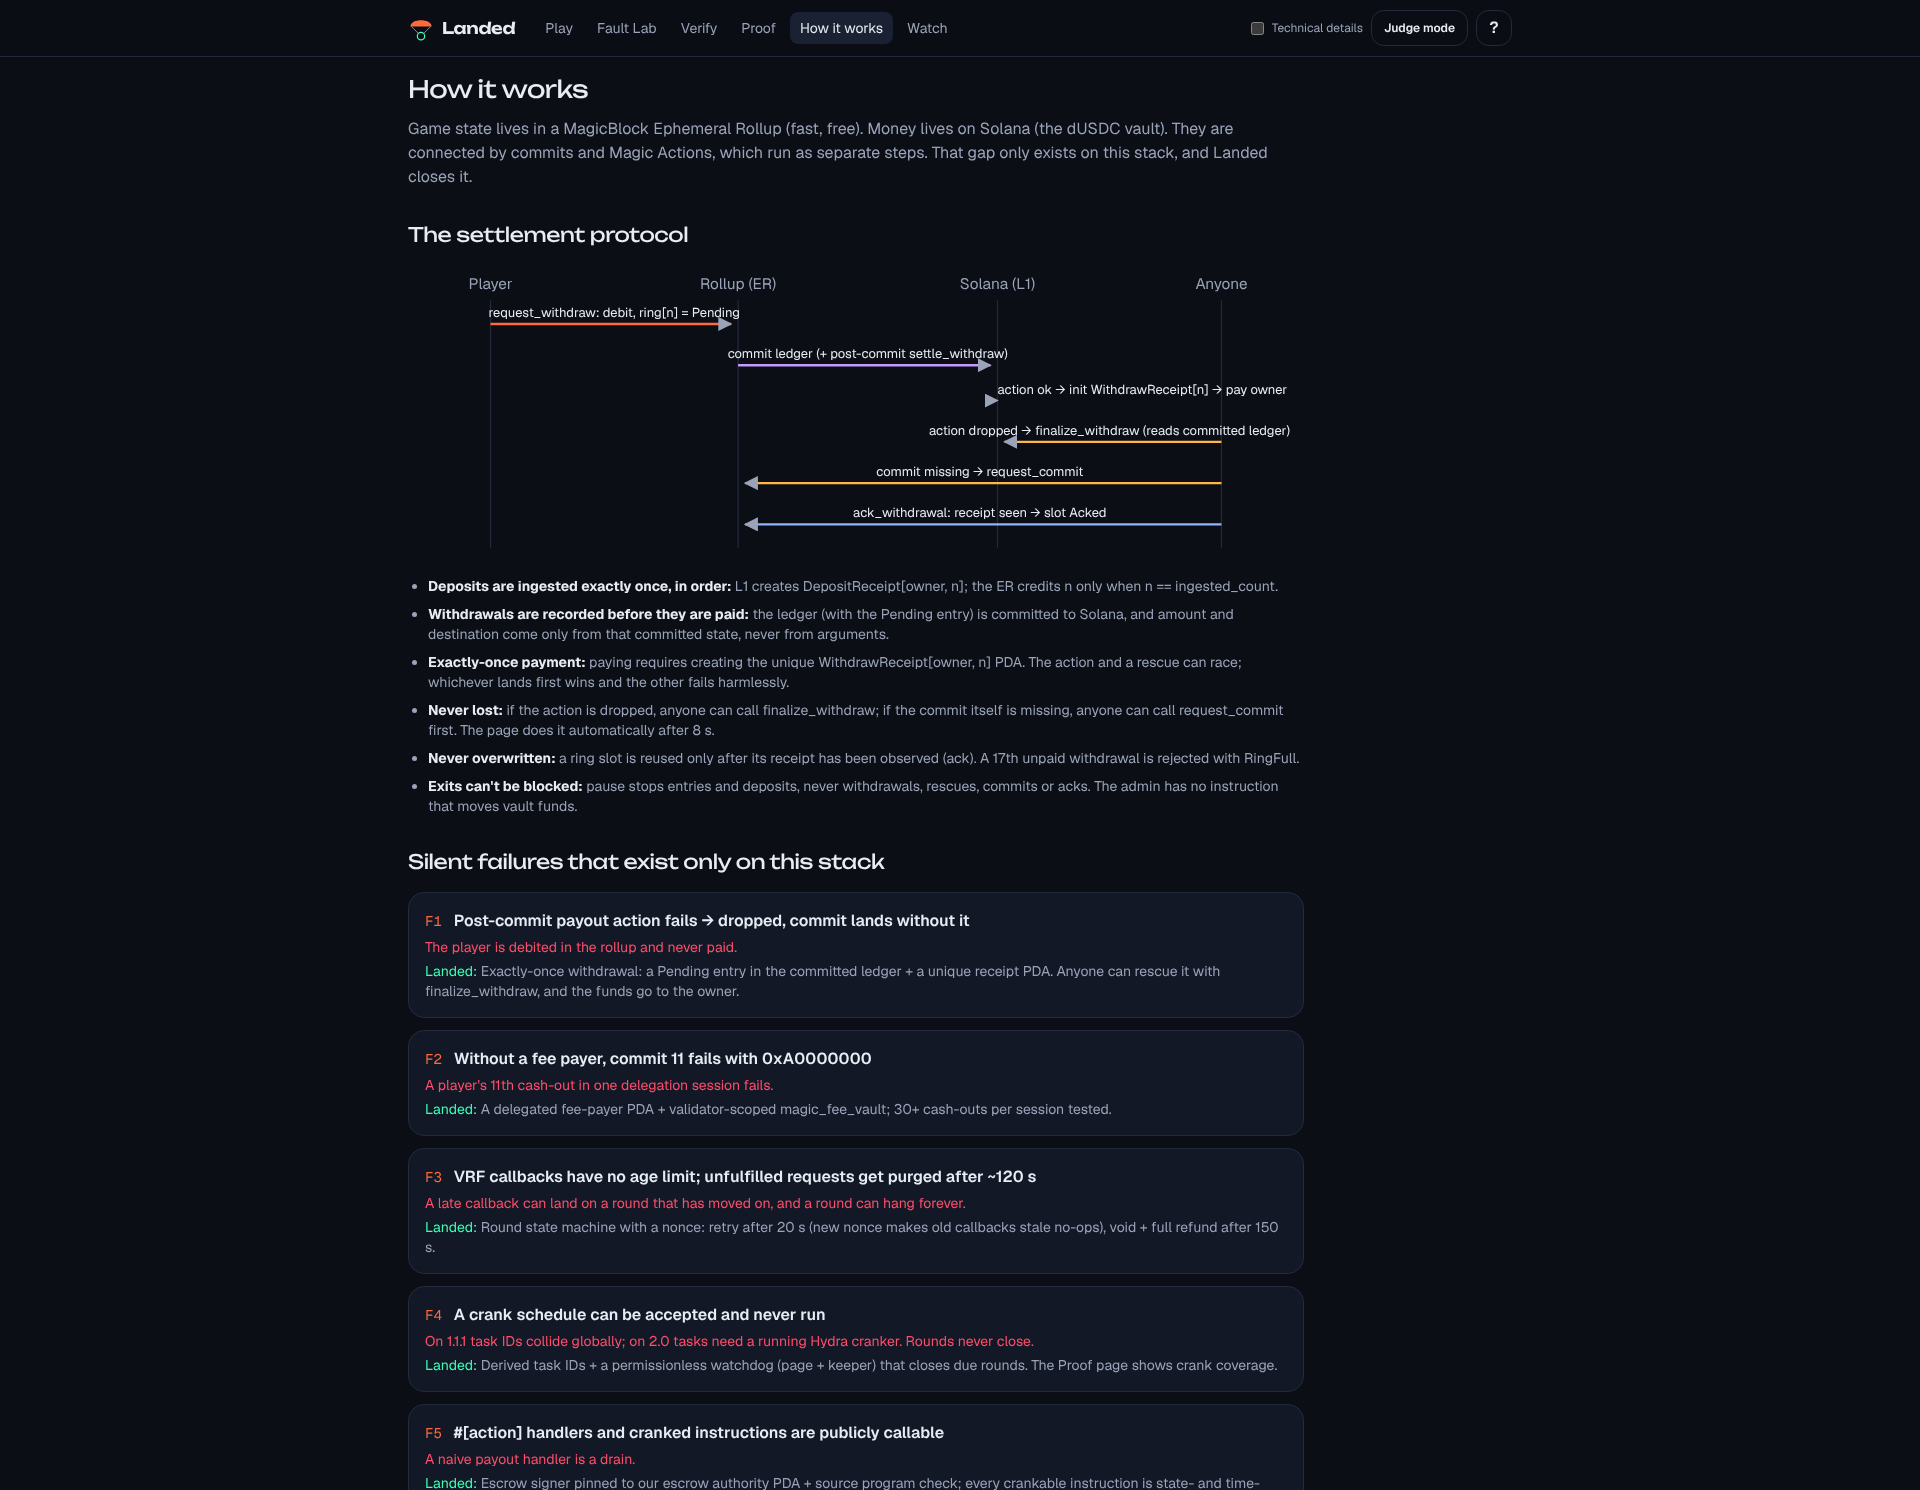 Landed
Play
Fault Lab
Verify
Proof
How it works
Watch
Technical details
Judge mode
?
How it works
Game state lives in a MagicBlock Ephemeral Rollup (fast, free). Money lives on Solana (the dUSDC vault). They are
connected by commits and Magic Actions, which run as separate steps. That gap only exists on this stack, and Landed
closes it.
The settlement protocol
Player
Rollup (ER)
Solana (L1)
Anyone
request_withdraw: debit, ring[n] = Pending
commit ledger (+ post-commit settle_withdraw)
action ok → init WithdrawReceipt[n] → pay owner
action dropped → finalize_withdraw (reads committed ledger)
commit missing → request_commit
ack_withdrawal: receipt seen → slot Acked
• Deposits are ingested exactly once, in order: L1 creates DepositReceipt[owner, n]; the ER credits n only when n == ingested_count.
• Withdrawals are recorded before they are paid: the ledger (with the Pending entry) is committed to Solana, and amount and
destination come only from that committed state, never from arguments.
• Exactly-once payment: paying requires creating the unique WithdrawReceipt[owner, n] PDA. The action and a rescue can race;
whichever lands first wins and the other fails harmlessly.
• Never lost: if the action is dropped, anyone can call finalize_withdraw; if the commit itself is missing, anyone can call request_commit
first. The page does it automatically after 8 s.
• Never overwritten: a ring slot is reused only after its receipt has been observed (ack). A 17th unpaid withdrawal is rejected with RingFull.
• Exits can't be blocked: pause stops entries and deposits, never withdrawals, rescues, commits or acks. The admin has no instruction
that moves vault funds.
Silent failures that exist only on this stack
F1 Post-commit payout action fails → dropped, commit lands without it
The player is debited in the rollup and never paid.
Landed: Exactly-once withdrawal: a Pending entry in the committed ledger + a unique receipt PDA. Anyone can rescue it with
finalize_withdraw, and the funds go to the owner.
F2 Without a fee payer, commit 11 fails with 0xA0000000
A player's 11th cash-out in one delegation session fails.
Landed: A delegated fee-payer PDA + validator-scoped magic_fee_vault; 30+ cash-outs per session tested.
F3 VRF callbacks have no age limit; unfulfilled requests get purged after ~120 s
A late callback can land on a round that has moved on, and a round can hang forever.
Landed: Round state machine with a nonce: retry after 20 s (new nonce makes old callbacks stale no-ops), void + full refund after 150
s.
F4 A crank schedule can be accepted and never run
On 1.1.1 task IDs collide globally; on 2.0 tasks need a running Hydra cranker. Rounds never close.
Landed: Derived task IDs + a permissionless watchdog (page + keeper) that closes due rounds. The Proof page shows crank coverage.
F5 #[action] handlers and cranked instructions are publicly callable
A naive payout handler is a drain.
Landed: Escrow signer pinned to our escrow authority PDA + source program check; every crankable instruction is state- and time-